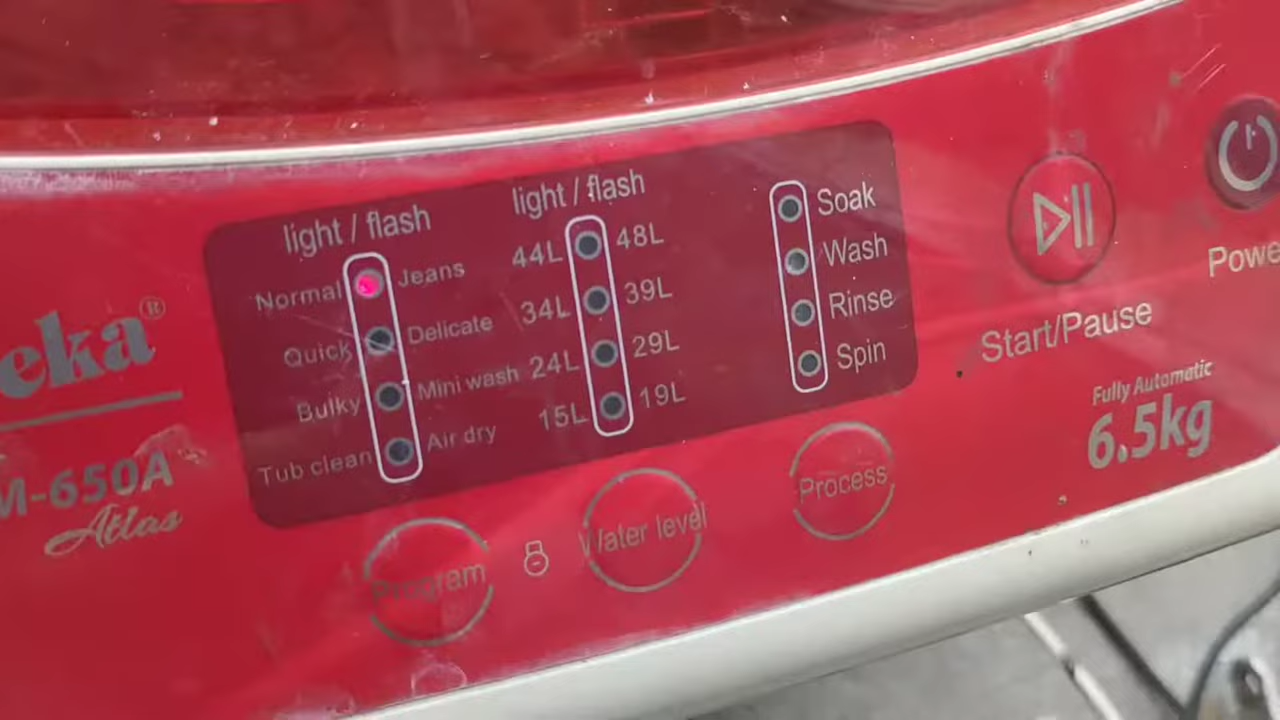 eka®
M-650A
Atlas
light / flash
Normal Jeans
Quick Delicate
Bulky Mini wash
Tub clean Air dry
light / flash
44L 48L
34L 39L
24L 29L
15L 19L
Soak
Wash
Rinse
Spin
Program
Water level
Process
Start/Pause
Powe
Fully Automatic
6.5kg